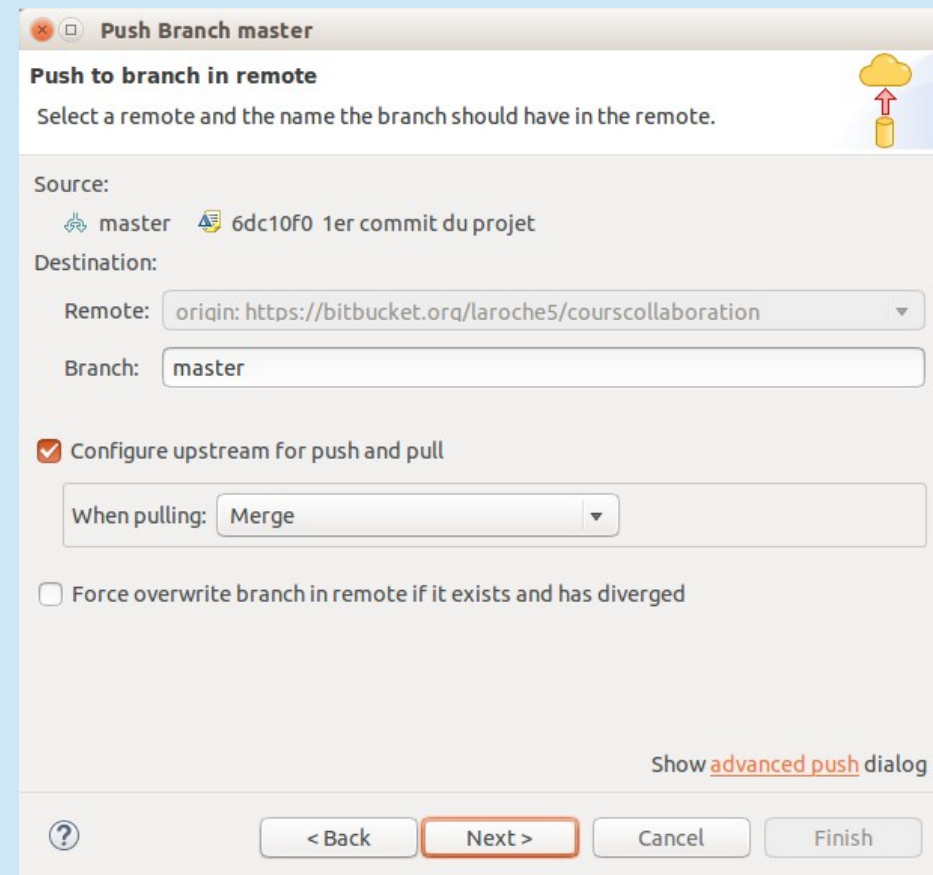 Push Branch master
Push to branch in remote
Select a remote and the name the branch should have in the remote.
Source:
master 6dc10f0 1er commit du projet
Destination:
Remote: origin: https://bitbucket.org/laroche5/courscollaboration
Branch: master
Configure upstream for push and pull
When pulling: Merge
Force overwrite branch in remote if it exists and has diverged
Show advanced push dialog
? < Back Next > Cancel Finish